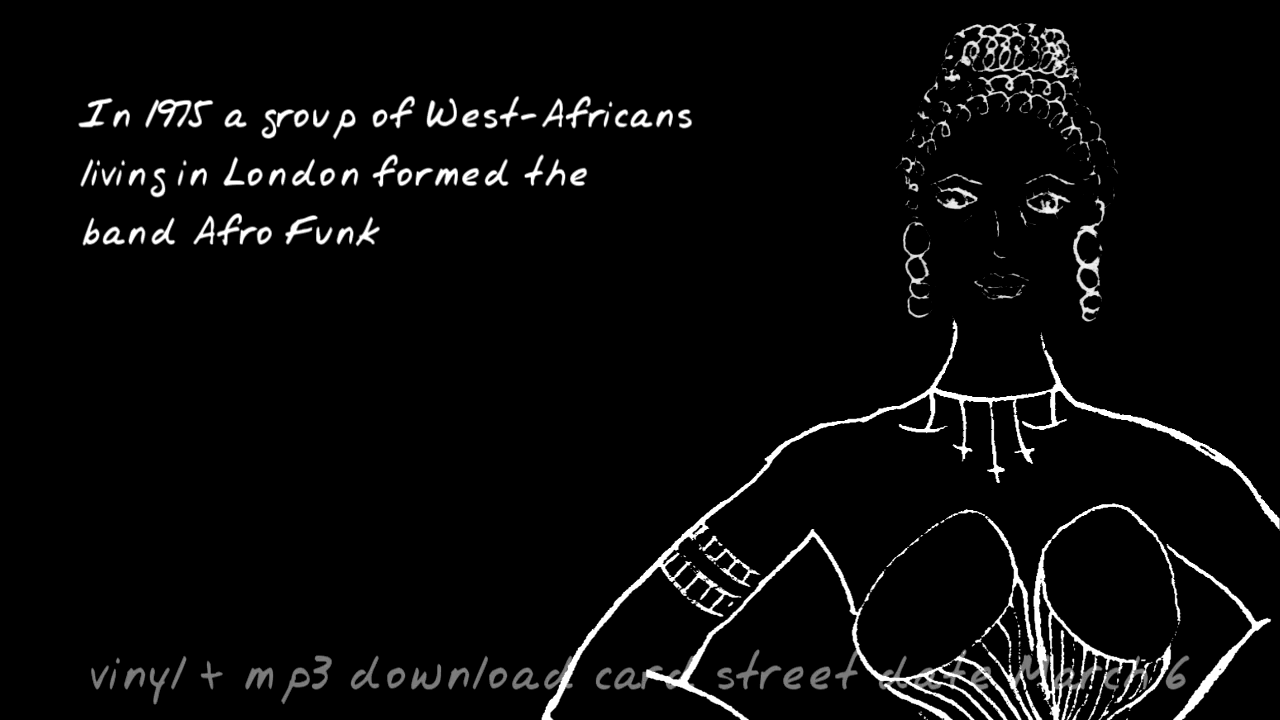 In 1975 a group of West-Africans
living in London formed the
band Afro Funk
vinyl + mp3 download card street date March 6